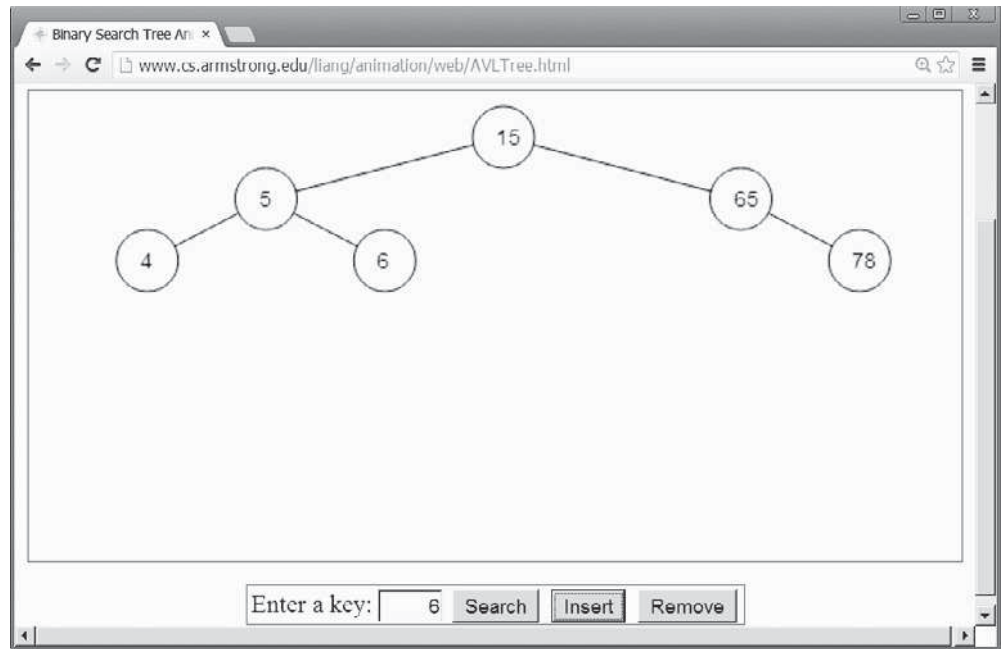 Binary Search Tree An ×
www.cs.armstrong.edu/liang/animation/web/AVLTree.html
15
5 65
4 6 78
Enter a key: 6 Search Insert Remove